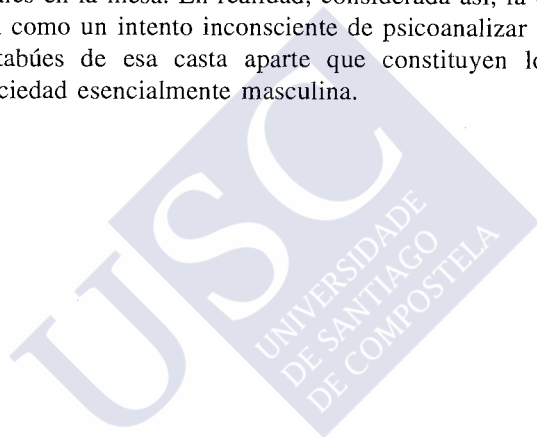 en la mesa. En realidad, considerada así, la
como un intento inconsciente de psicoanalizar
tabúes de esa casta aparte que constituyen
ciedad esencialmente masculina.
USC
UNIVERSIDADE
DE SANTIAGO
DE COMPOSTELA